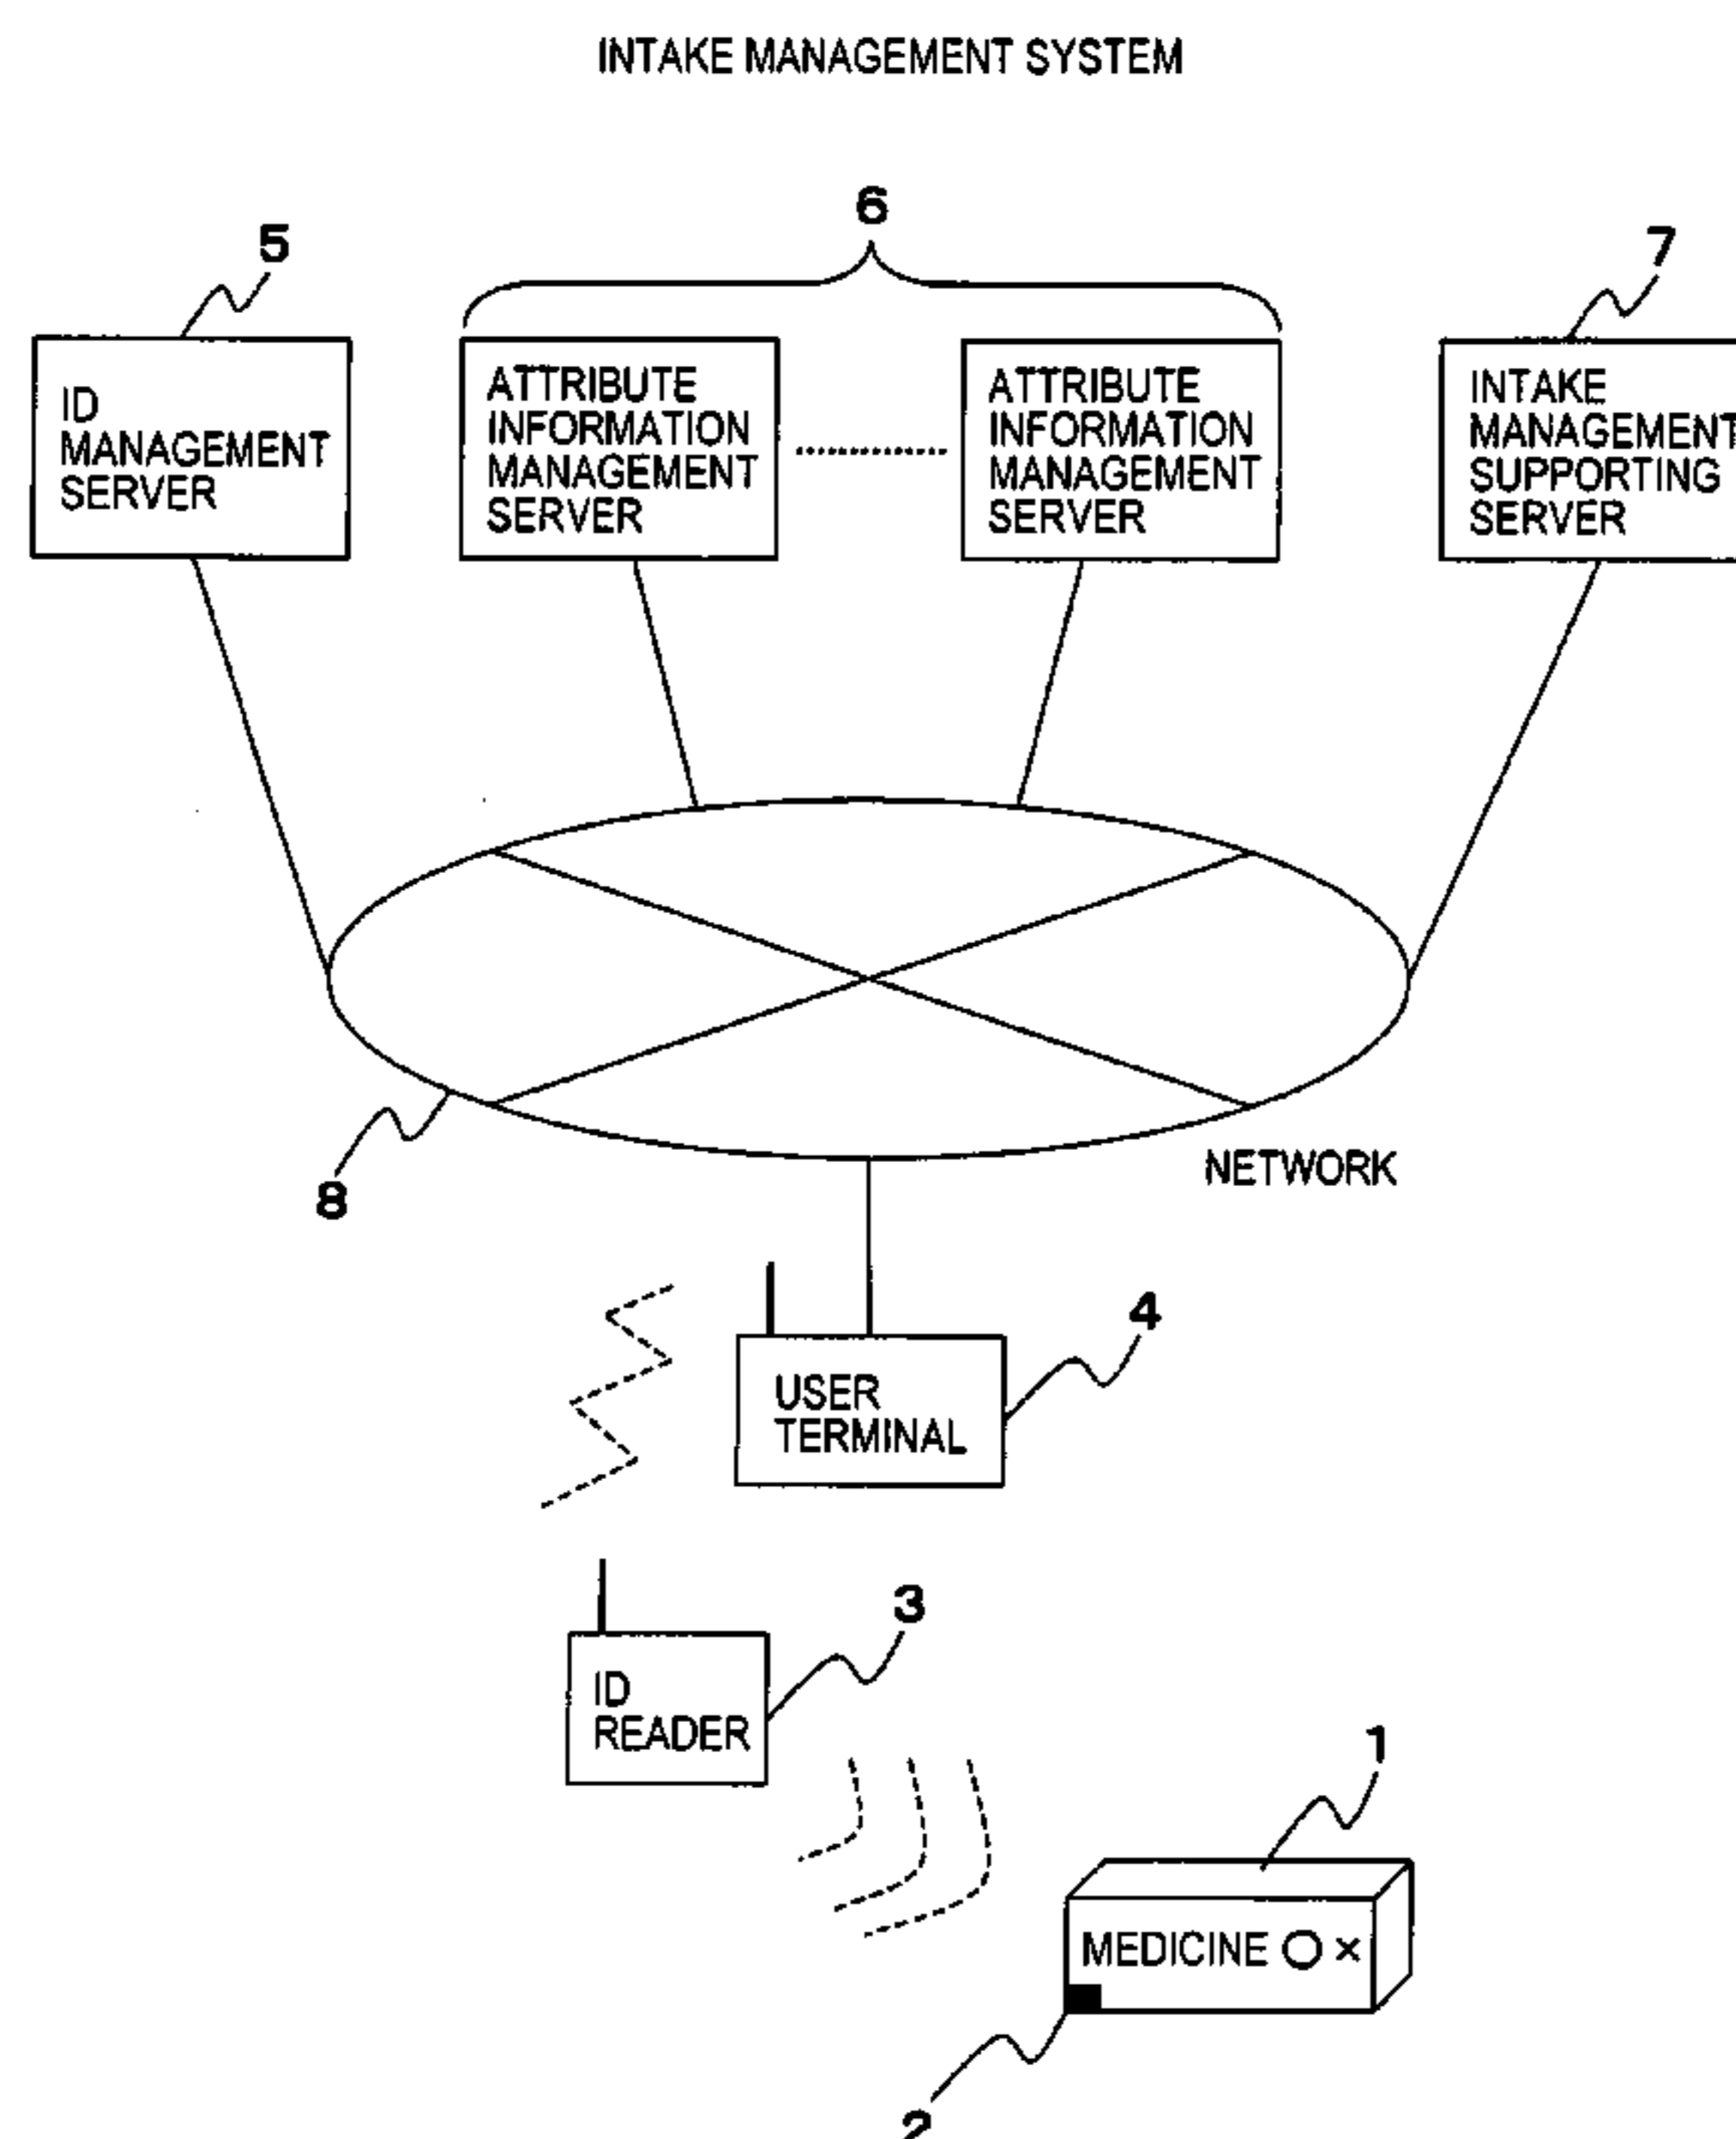 INTAKE MANAGEMENT SYSTEM
6
5
7
ID
MANAGEMENT
SERVER
ATTRIBUTE
INFORMATION
MANAGEMENT
SERVER
ATTRIBUTE
INFORMATION
MANAGEMENT
SERVER
INTAKE
MANAGEMENT
SUPPORTING
SERVER
NETWORK
8
4
USER
TERMINAL
3
ID
READER
1
MEDICINE ○ ×
2